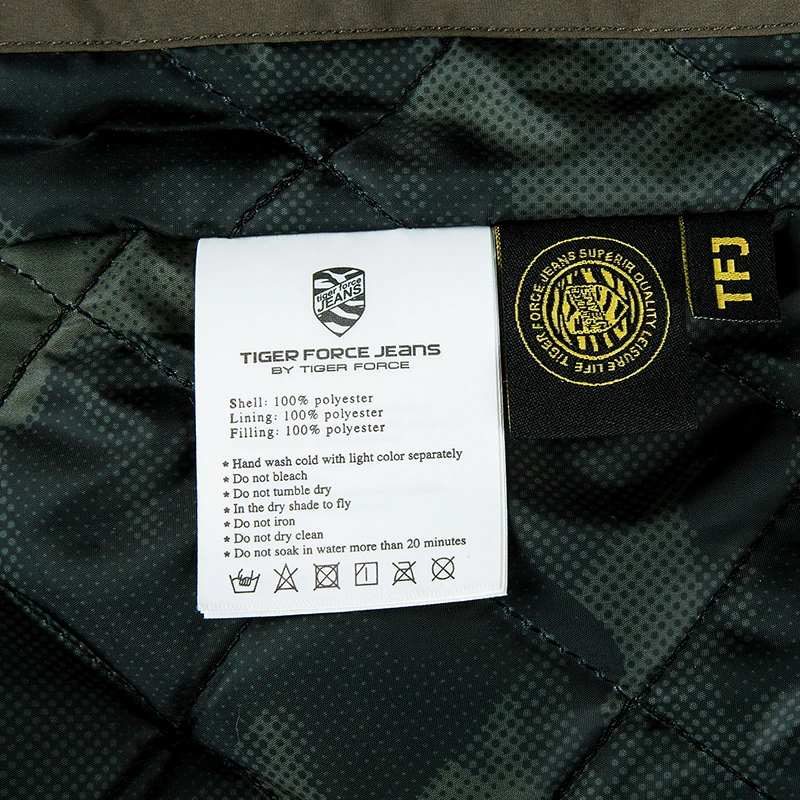 tiger force
JEANS
TIGER FORCE JEANS
BY TIGER FORCE
Shell: 100% polyester
Lining: 100% polyester
Filling: 100% polyester
* Hand wash cold with light color separately
* Do not bleach
* Do not tumble dry
* In the dry shade to fly
* Do not iron
* Do not dry clean
* Do not soak in water more than 20 minutes
TIGER FORCE JEANS SUPERIR QUALITY LEISURE LIFE
TFJ